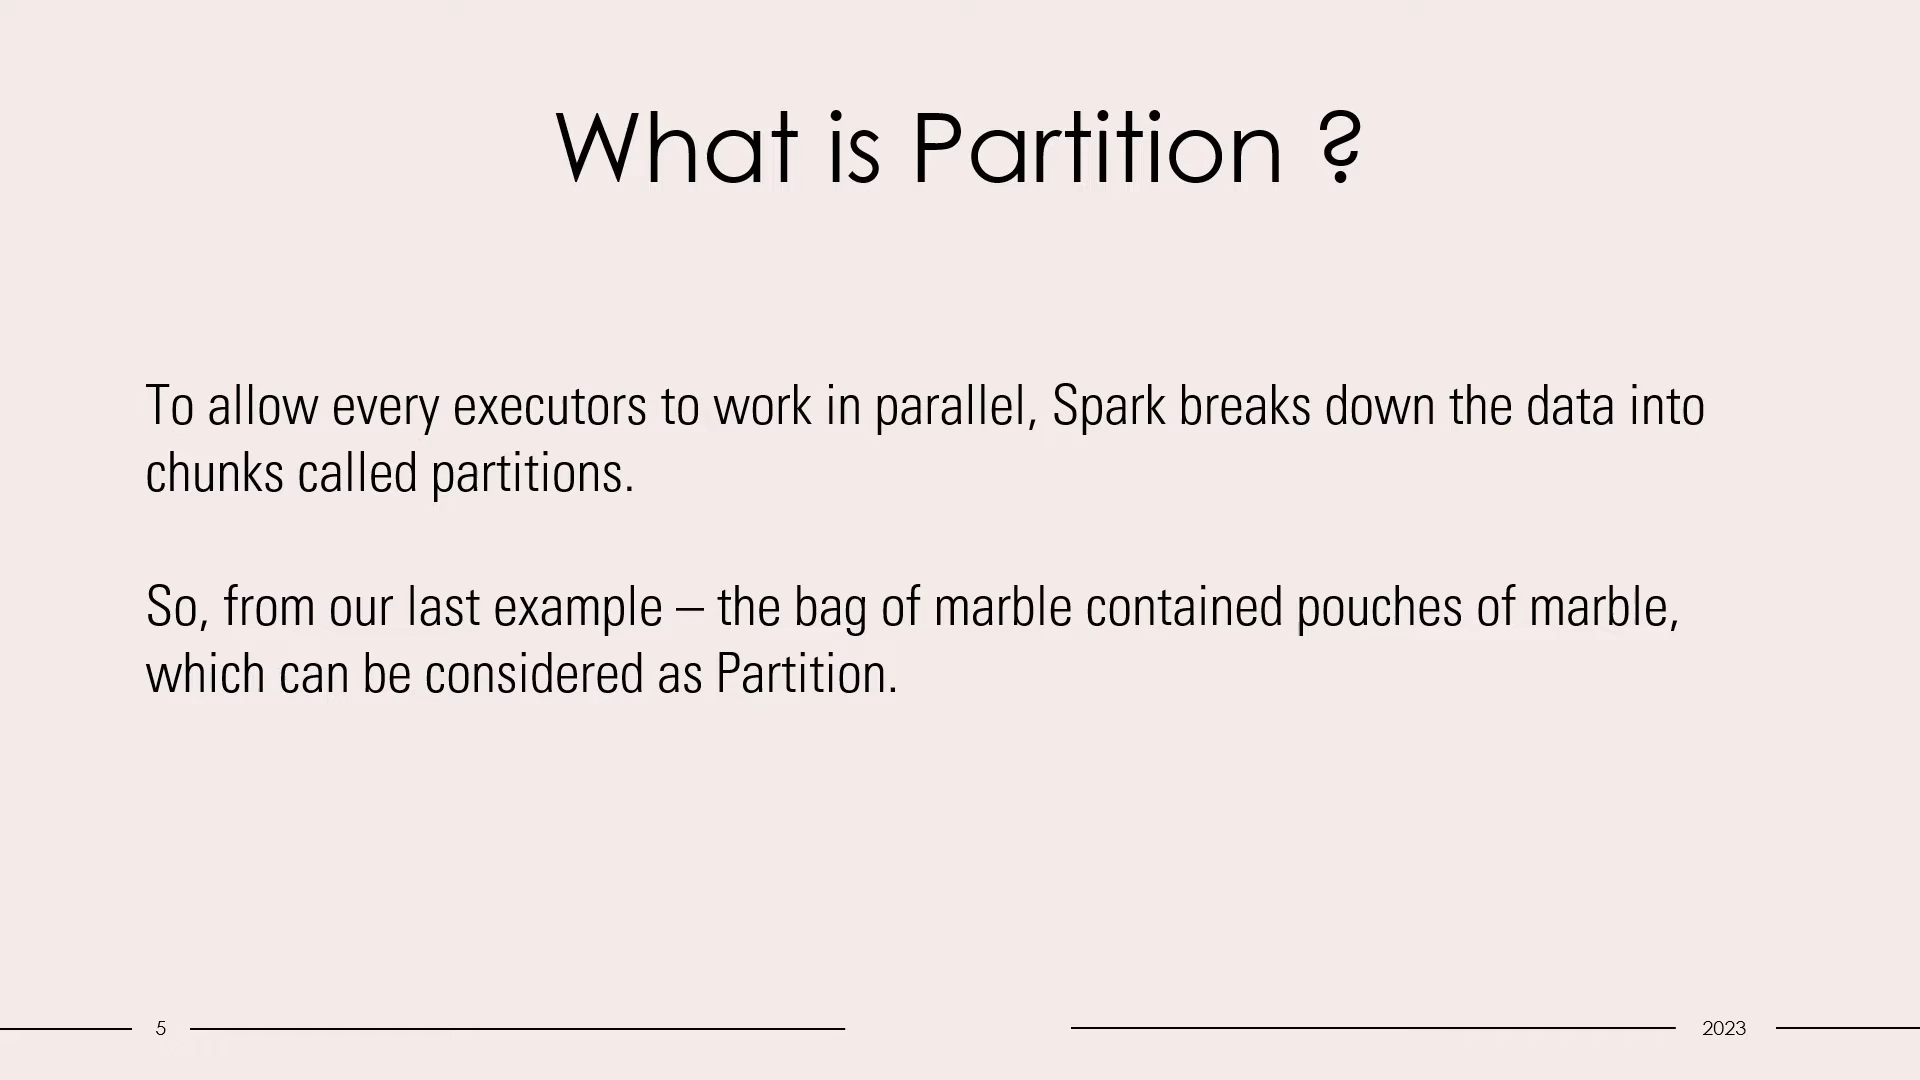 What is Partition ?
To allow every executors to work in parallel, Spark breaks down the data into
chunks called partitions.
So, from our last example – the bag of marble contained pouches of marble,
which can be considered as Partition.
5
2023